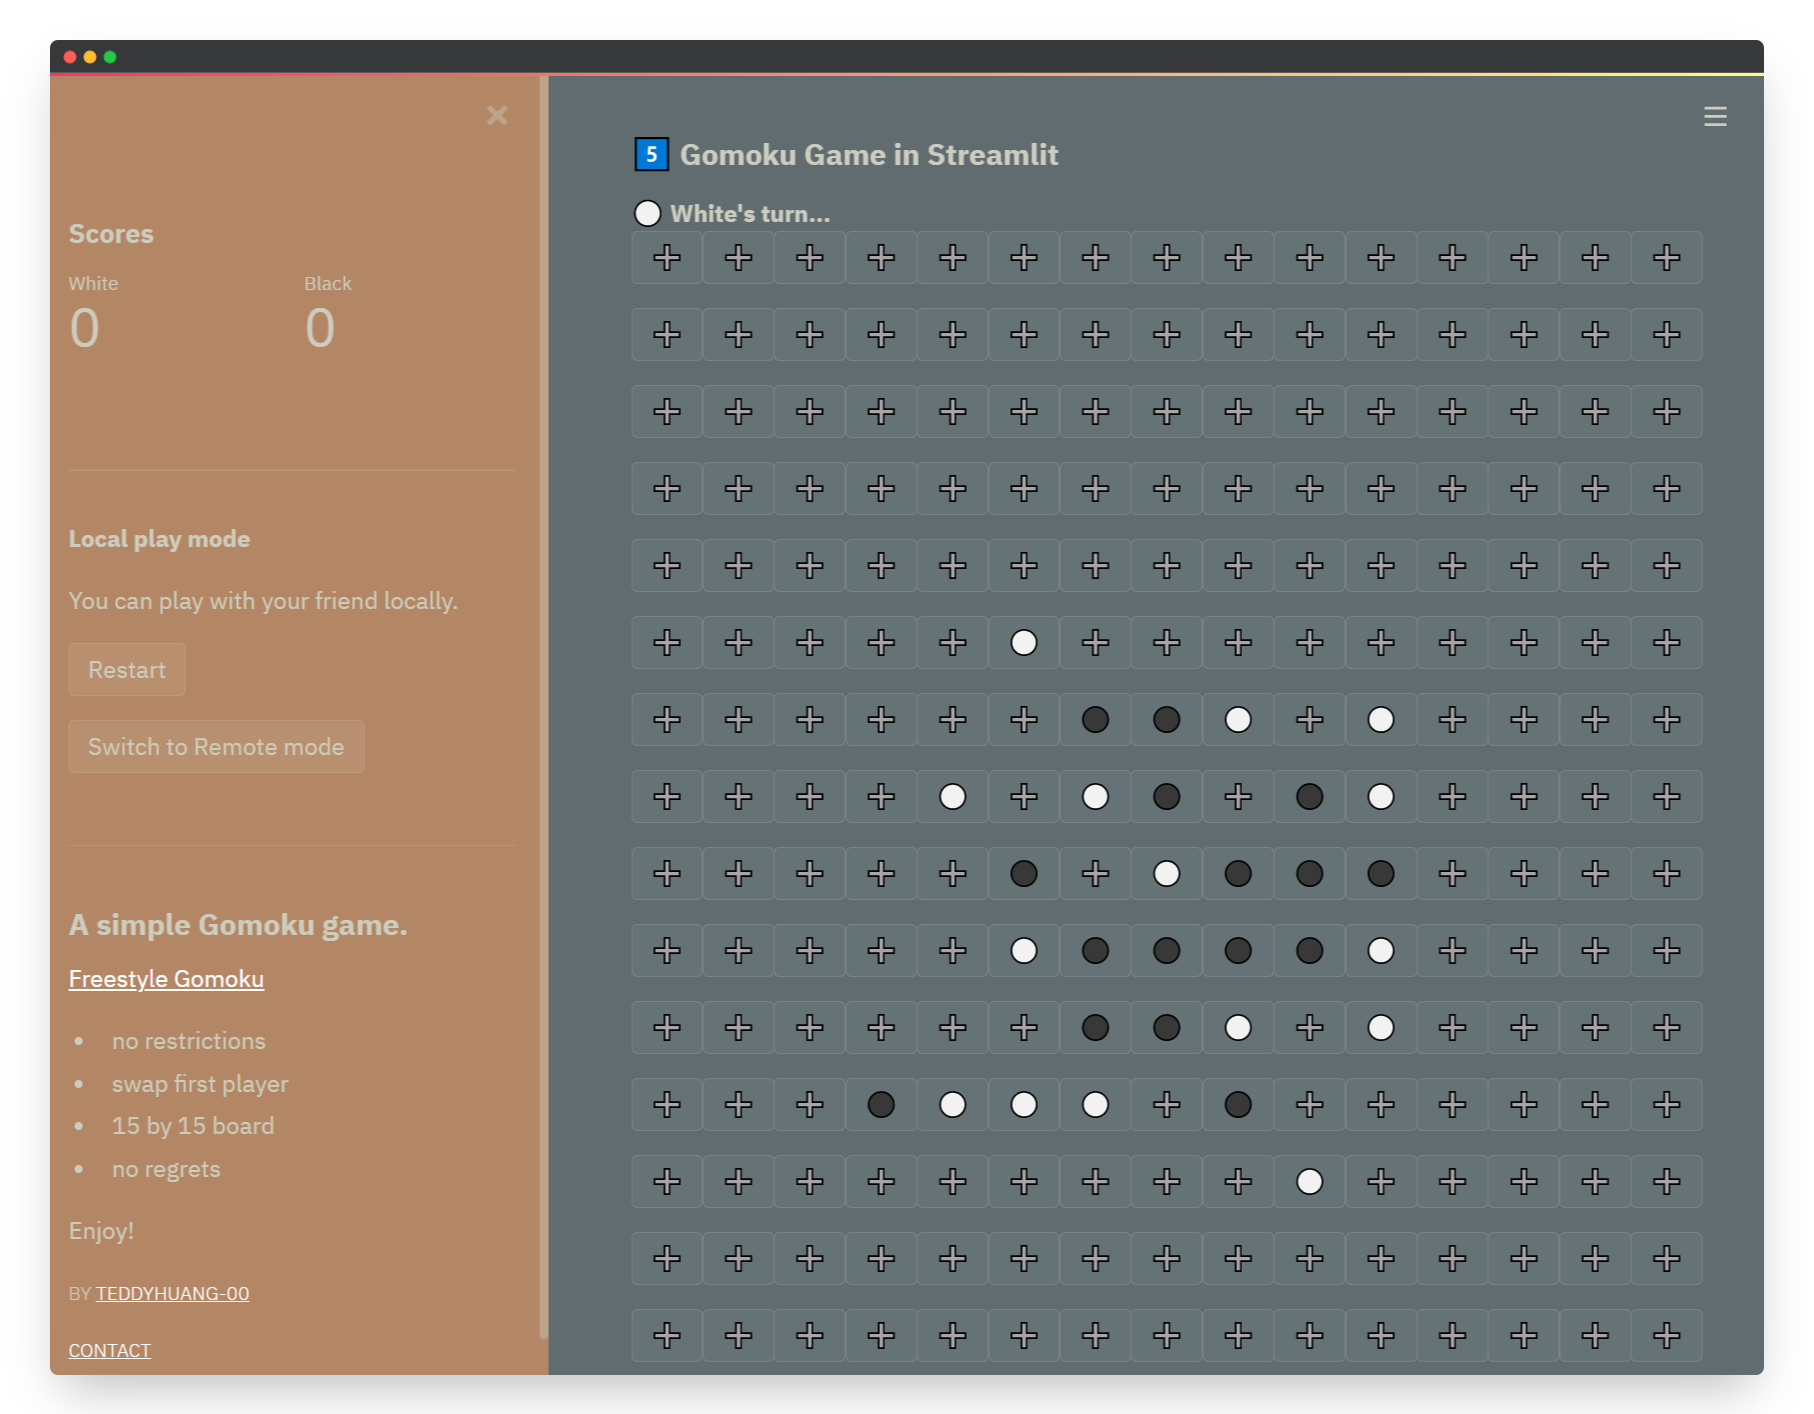 5 Gomoku Game in Streamlit
White's turn...
Scores
White Black
0 0
Local play mode
You can play with your friend locally.
Restart
Switch to Remote mode
A simple Gomoku game.
Freestyle Gomoku
• no restrictions
• swap first player
• 15 by 15 board
• no regrets
Enjoy!
BY TEDDYHUANG-00
CONTACT